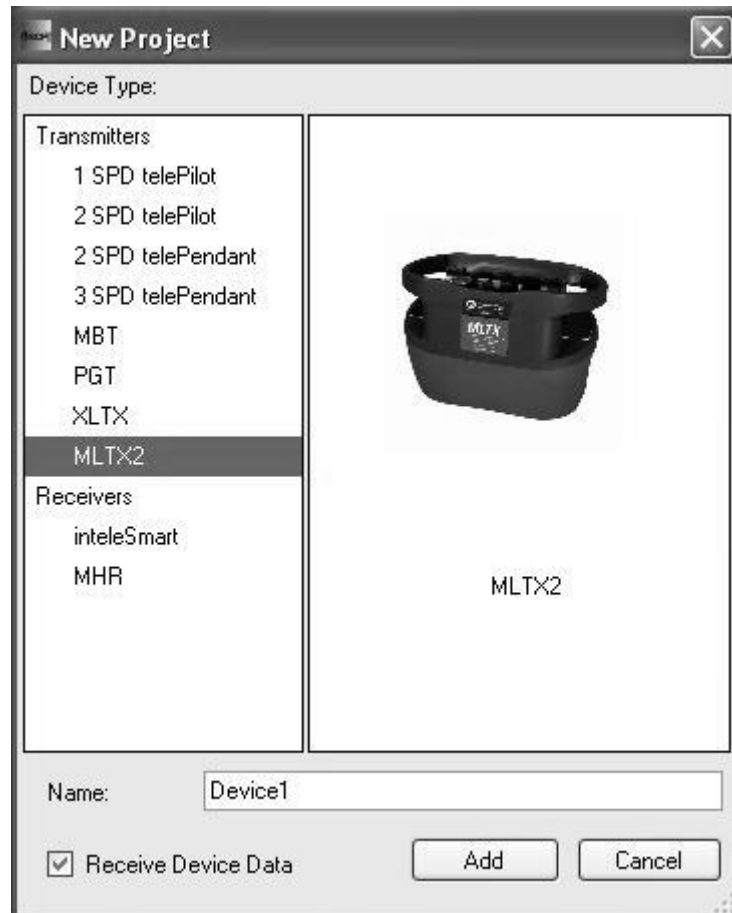 New Project
Device Type:
Transmitters
1 SPD telePilot
2 SPD telePilot
2 SPD telePendant
3 SPD telePendant
MBT
PGT
XLTX
MLTX2
Receivers
inteleSmart
MHR
MLTX
MLTX2
Name:
Device1
Receive Device Data
Add
Cancel